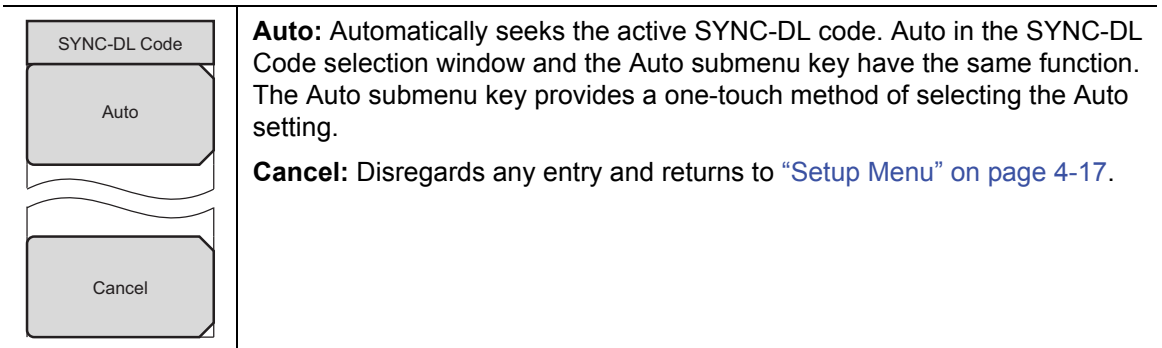 SYNC-DL Code
Auto
Cancel
Auto: Automatically seeks the active SYNC-DL code. Auto in the SYNC-DL
Code selection window and the Auto submenu key have the same function.
The Auto submenu key provides a one-touch method of selecting the Auto
setting.
Cancel: Disregards any entry and returns to “Setup Menu” on page 4-17.